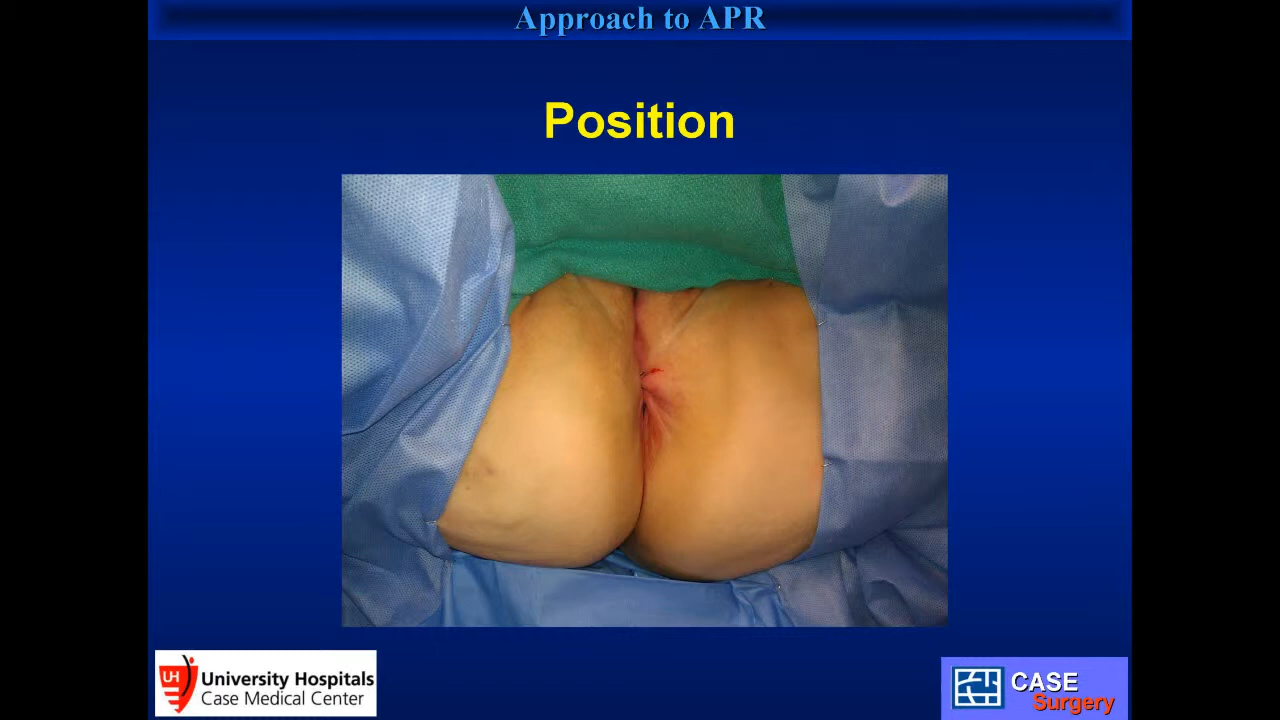 Approach to APR
Position
UH
University Hospitals
Case Medical Center
CASE
Surgery